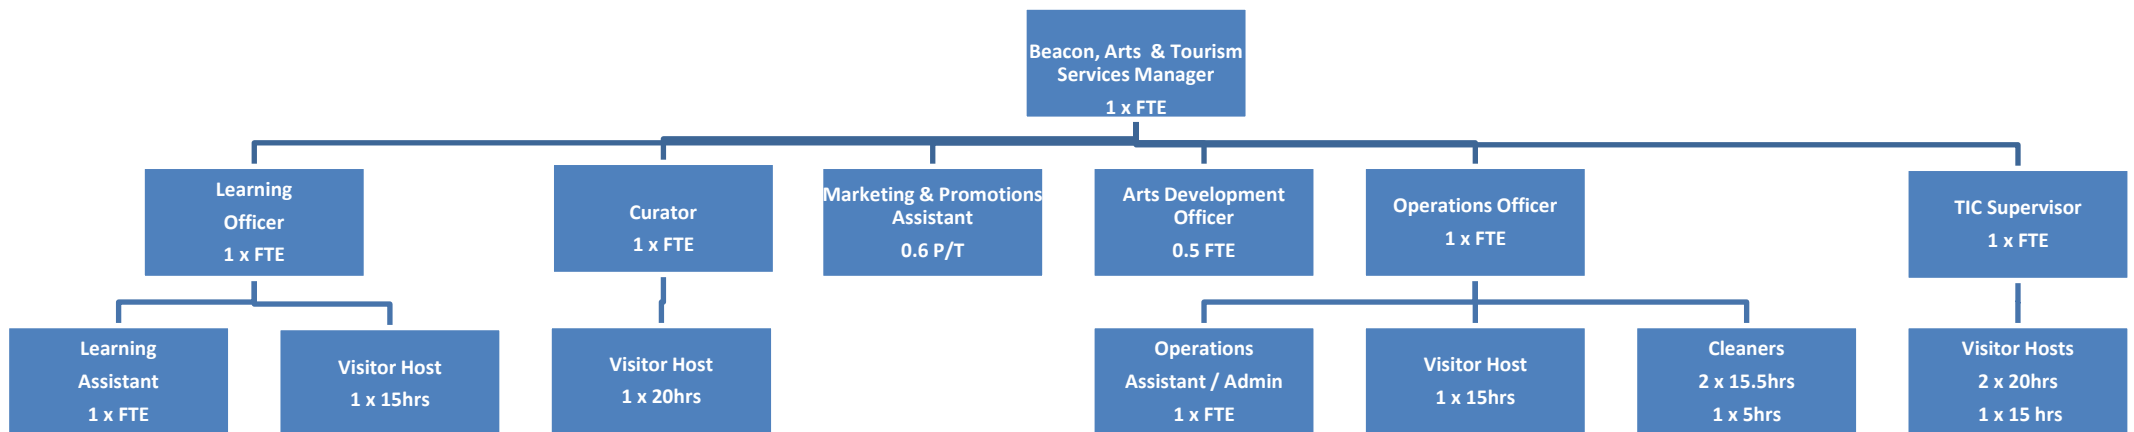 Beacon, Arts & Tourism
Services Manager
1 x FTE
Learning
Officer
1 x FTE
Curator
1 x FTE
Marketing & Promotions
Assistant
0.6 P/T
Arts Development
Officer
0.5 FTE
Operations Officer
1 x FTE
TIC Supervisor
1 x FTE
Learning
Assistant
1 x FTE
Visitor Host
1 x 15hrs
Visitor Host
1 x 20hrs
Operations
Assistant / Admin
1 x FTE
Visitor Host
1 x 15hrs
Cleaners
2 x 15.5hrs
1 x 5hrs
Visitor Hosts
2 x 20hrs
1 x 15 hrs